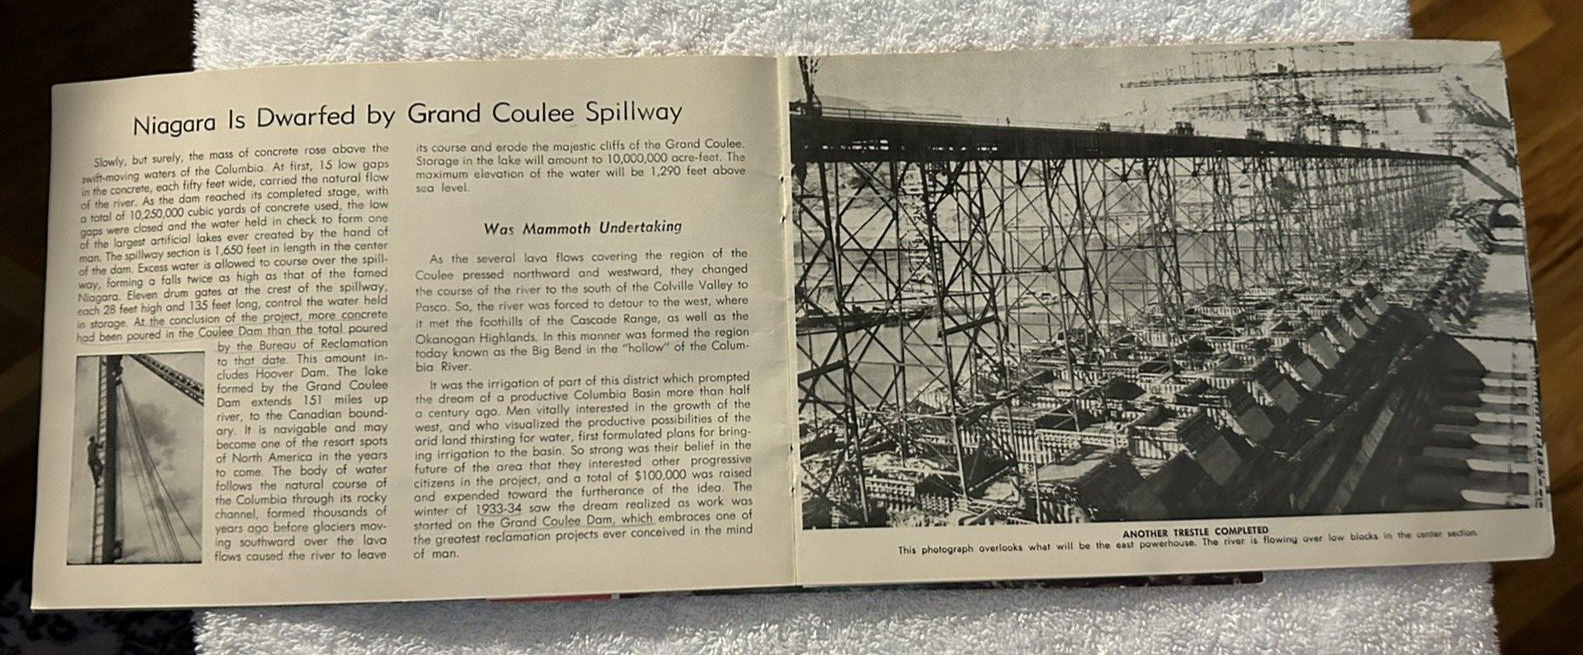 Niagara Is Dwarfed by Grand Coulee Spillway
Slowly, but surely, the mass of concrete rose above the
swift-moving waters of the Columbia. At first, 15 low gaps
in the concrete, each fifty feet wide, carried the natural flow
of the river. As the dam reached its completed stage, with
a total of 10,250,000 cubic yards of concrete used, the low
gaps were closed and the water held in check to form one
of the largest artificial lakes ever created by the hand of
man. The spillway section is 1,650 feet in length in the center
of the dam. Excess water is allowed to course over the spill-
way, forming a falls twice as high as that of the famed
Niagara. Eleven drum gates at the crest of the spillway,
each 28 feet high and 135 feet long, control the water held
in storage. At the conclusion of the project, more concrete
had been poured in the Coulee Dam than the total poured
by the Bureau of Reclamation
to that date. This amount in-
cludes Hoover Dam. The lake
formed by the Grand Coulee
Dam extends 151 miles up
river, to the Canadian bound-
ary. It is navigable and may
become one of the resort spots
of North America in the years
to come. The body of water
follows the natural course of
the Columbia through its rocky
channel, formed thousands of
years ago before glaciers mov-
ing southward over the lava
flows caused the river to leave
its course and erode the majestic cliffs of the Grand Coulee.
Storage in the lake will amount to 10,000,000 acre-feet. The
maximum elevation of the water will be 1,290 feet above
sea level.
Was Mammoth Undertaking
As the several lava flows covering the region of the
Coulee pressed northward and westward, they changed
the course of the river to the south of the Colville Valley to
Pasco. So, the river was forced to detour to the west, where
it met the foothills of the Cascade Range, as well as the
Okanogan Highlands. In this manner was formed the region
today known as the Big Bend in the "hollow" of the Colum-
bia River.
It was the irrigation of part of this district which prompted
the dream of a productive Columbia Basin more than half
a century ago. Men vitally interested in the growth of the
west, and who visualized the productive possibilities of the
arid land thirsting for water, first formulated plans for bring-
ing irrigation to the basin. So strong was their belief in the
future of the area that they interested other progressive
citizens in the project, and a total of $100,000 was raised
and expended toward the furtherance of the idea. The
winter of 1933-34 saw the dream realized as work was
started on the Grand Coulee Dam, which embraces one of
the greatest reclamation projects ever conceived in the mind
of man.
ANOTHER TRESTLE COMPLETED
This photograph overlooks what will be the east powerhouse. The river is flowing over low blocks in the center section.